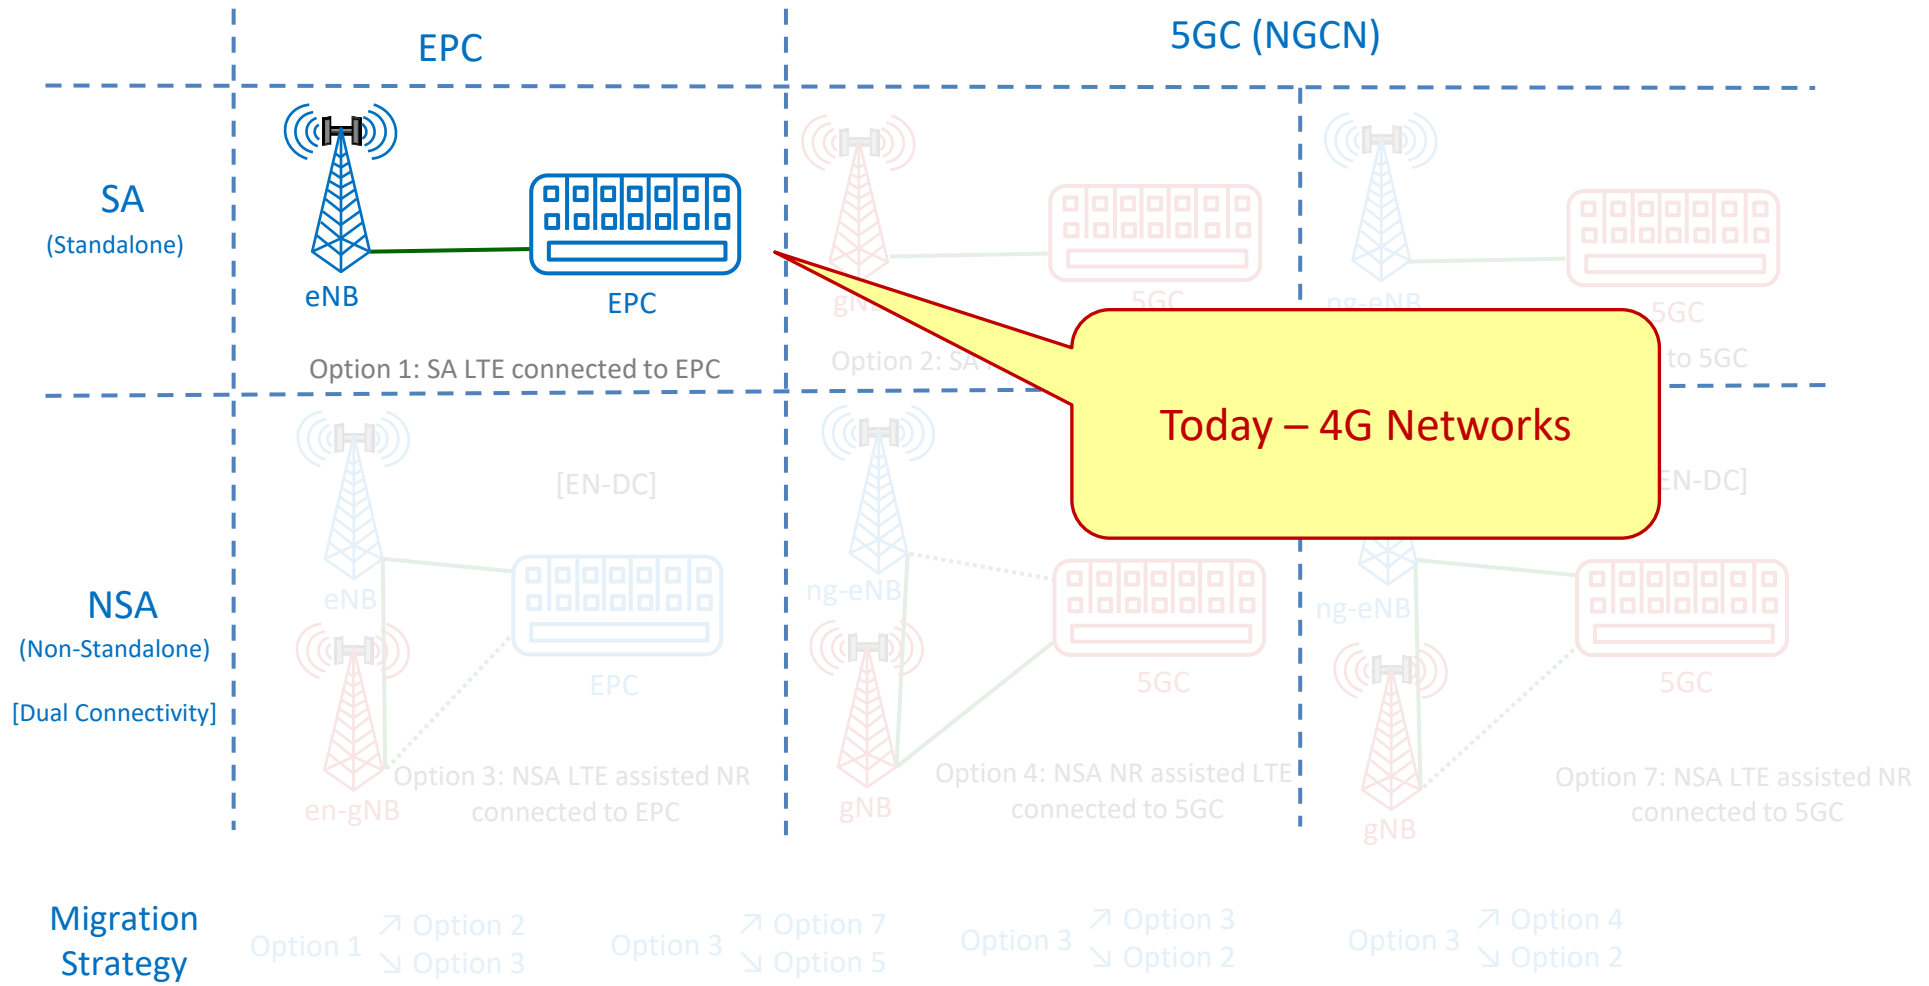 EPC
5GC (NGCN)
SA
(Standalone)
eNB
EPC
Option 1: SA LTE connected to EPC
5GC
Option 2: SA
ng-eNB
5GC
to 5GC
Today – 4G Networks
NSA
(Non-Standalone)
[Dual Connectivity]
[EN-DC]
eNB
EPC
en-gNB
Option 3: NSA LTE assisted NR
connected to EPC
ng-eNB
5GC
gNB
Option 4: NSA NR assisted LTE
connected to 5GC
EN-DC]
ng-eNB
5GC
gNB
Option 7: NSA LTE assisted NR
connected to 5GC
Migration
Strategy
Option 1
↗ Option 2
↘ Option 3
Option 3
↗ Option 7
↘ Option 5
Option 3
↗ Option 3
↘ Option 2
Option 3
↗ Option 4
↘ Option 2